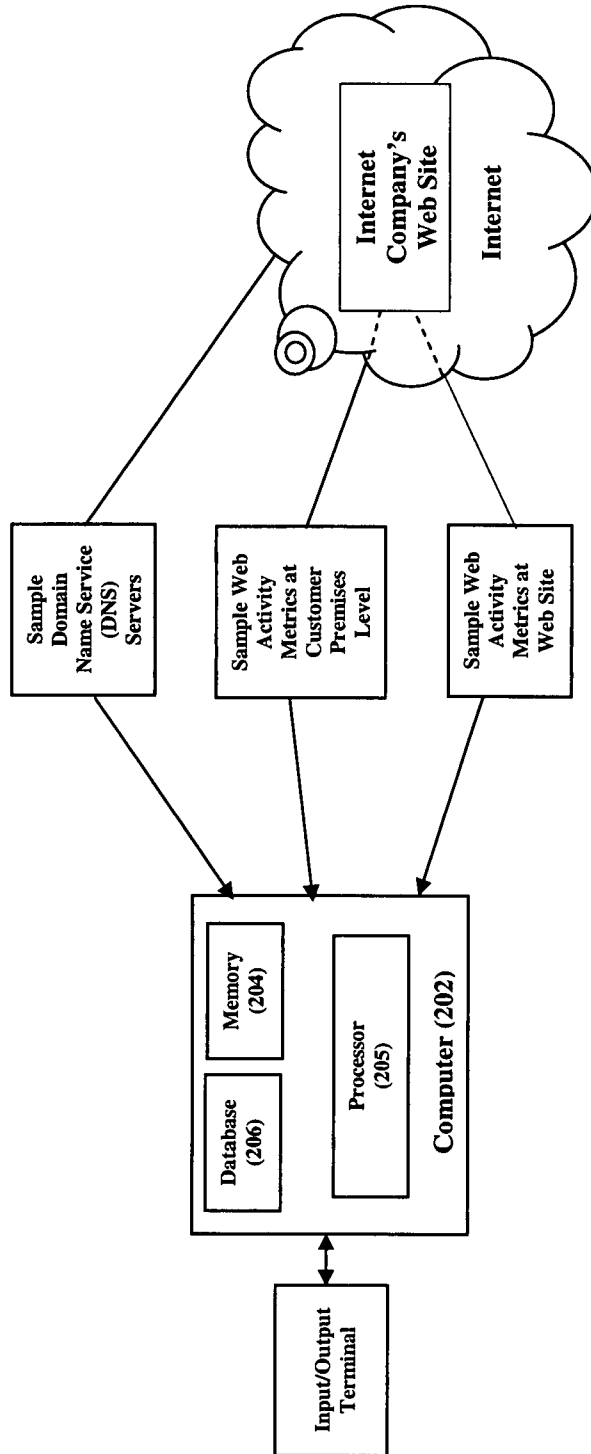 Input/Output
Terminal
Database
(206)
Memory
(204)
Processor
(205)
Computer (202)
Sample
Domain
Name Service
(DNS)
Servers
Sample Web
Activity
Metrics at
Customer
Premises
Level
Sample Web
Activity
Metrics at
Web Site
Internet
Company's
Web Site
Internet